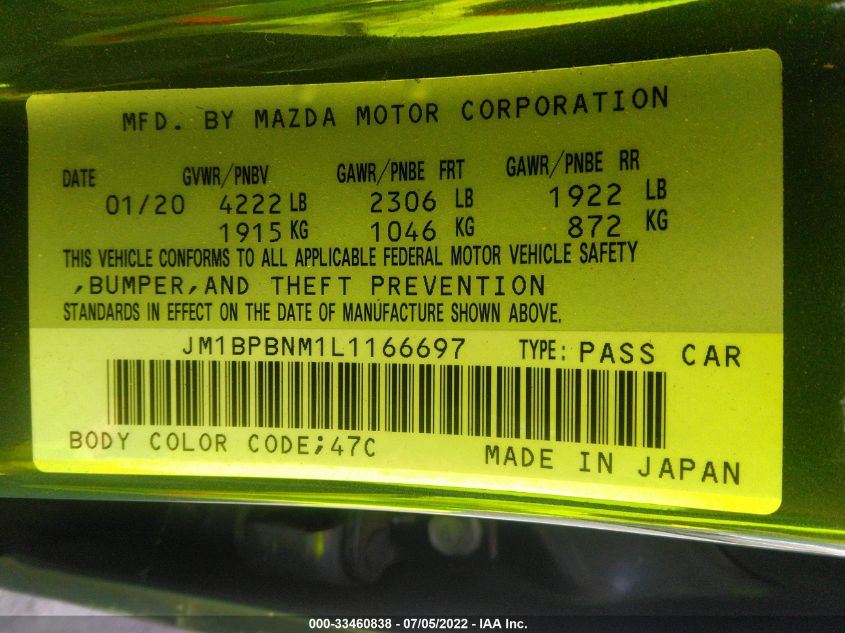 MFD. BY MAZDA MOTOR CORPORATION
DATE GVWR/PNBV GAWR/PNBE FRT GAWR/PNBE RR
01/20 4222 LB 2306 LB 1922 LB
1915 KG 1046 KG 872 KG
THIS VEHICLE CONFORMS TO ALL APPLICABLE FEDERAL MOTOR VEHICLE SAFETY
,BUMPER,AND THEFT PREVENTION
STANDARDS IN EFFECT ON THE DATE OF MANUFACTURE SHOWN ABOVE.
JM1BPBNM1L1166697 TYPE: PASS CAR
BODY COLOR CODE;47C MADE IN JAPAN
000-33460838 - 07/05/2022 - IAA Inc.